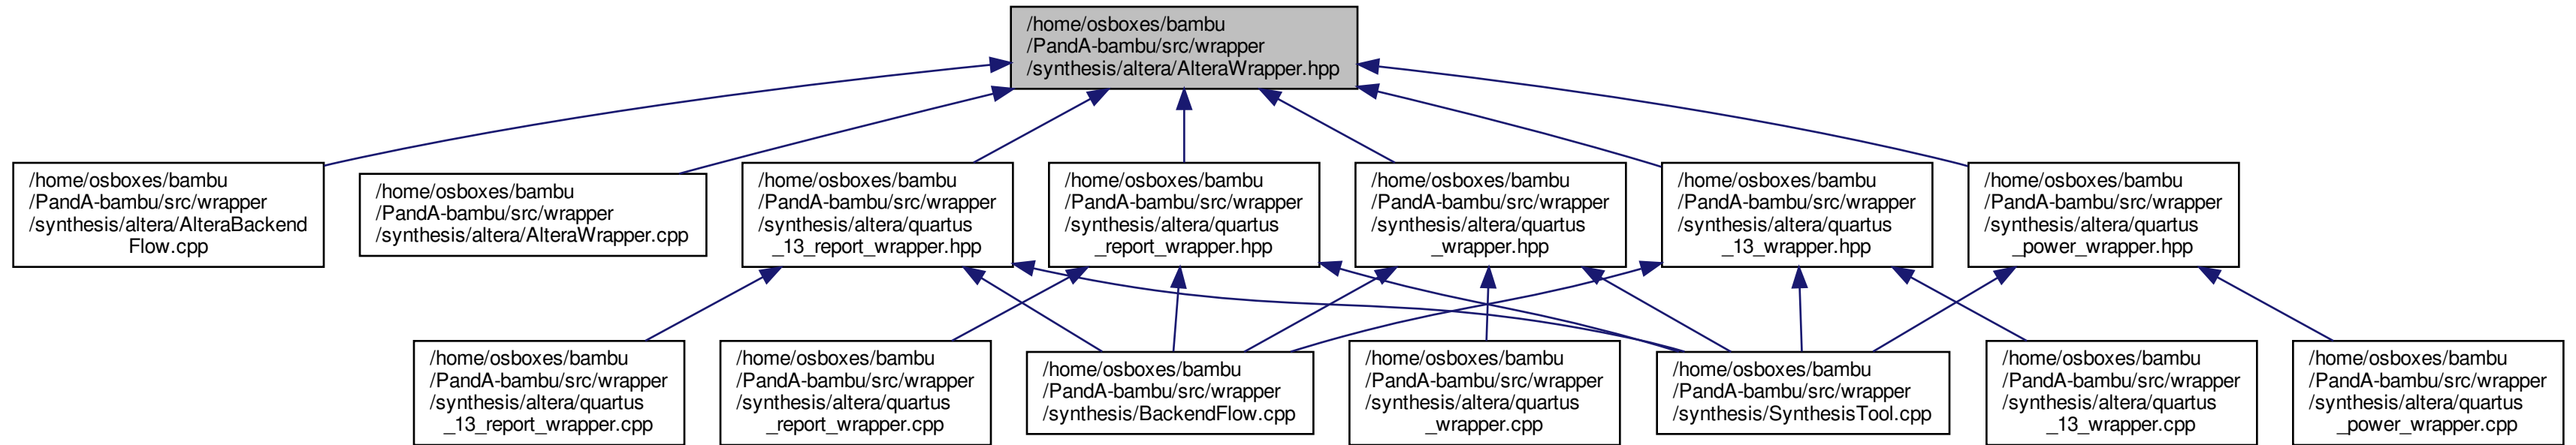 /home/osboxes/bambu
/PandA-bambu/src/wrapper
/synthesis/altera/AlteraWrapper.hpp
/home/osboxes/bambu
/PandA-bambu/src/wrapper
/synthesis/altera/AlteraBackend
Flow.cpp
/home/osboxes/bambu
/PandA-bambu/src/wrapper
/synthesis/altera/AlteraWrapper.cpp
/home/osboxes/bambu
/PandA-bambu/src/wrapper
/synthesis/altera/quartus
_13_report_wrapper.hpp
/home/osboxes/bambu
/PandA-bambu/src/wrapper
/synthesis/altera/quartus
_report_wrapper.hpp
/home/osboxes/bambu
/PandA-bambu/src/wrapper
/synthesis/altera/quartus
_wrapper.hpp
/home/osboxes/bambu
/PandA-bambu/src/wrapper
/synthesis/altera/quartus
_13_wrapper.hpp
/home/osboxes/bambu
/PandA-bambu/src/wrapper
/synthesis/altera/quartus
_power_wrapper.hpp
/home/osboxes/bambu
/PandA-bambu/src/wrapper
/synthesis/altera/quartus
_13_report_wrapper.cpp
/home/osboxes/bambu
/PandA-bambu/src/wrapper
/synthesis/altera/quartus
_report_wrapper.cpp
/home/osboxes/bambu
/PandA-bambu/src/wrapper
/synthesis/BackendFlow.cpp
/home/osboxes/bambu
/PandA-bambu/src/wrapper
/synthesis/altera/quartus
_wrapper.cpp
/home/osboxes/bambu
/PandA-bambu/src/wrapper
/synthesis/SynthesisTool.cpp
/home/osboxes/bambu
/PandA-bambu/src/wrapper
/synthesis/altera/quartus
_13_wrapper.cpp
/home/osboxes/bambu
/PandA-bambu/src/wrapper
/synthesis/altera/quartus
_power_wrapper.cpp